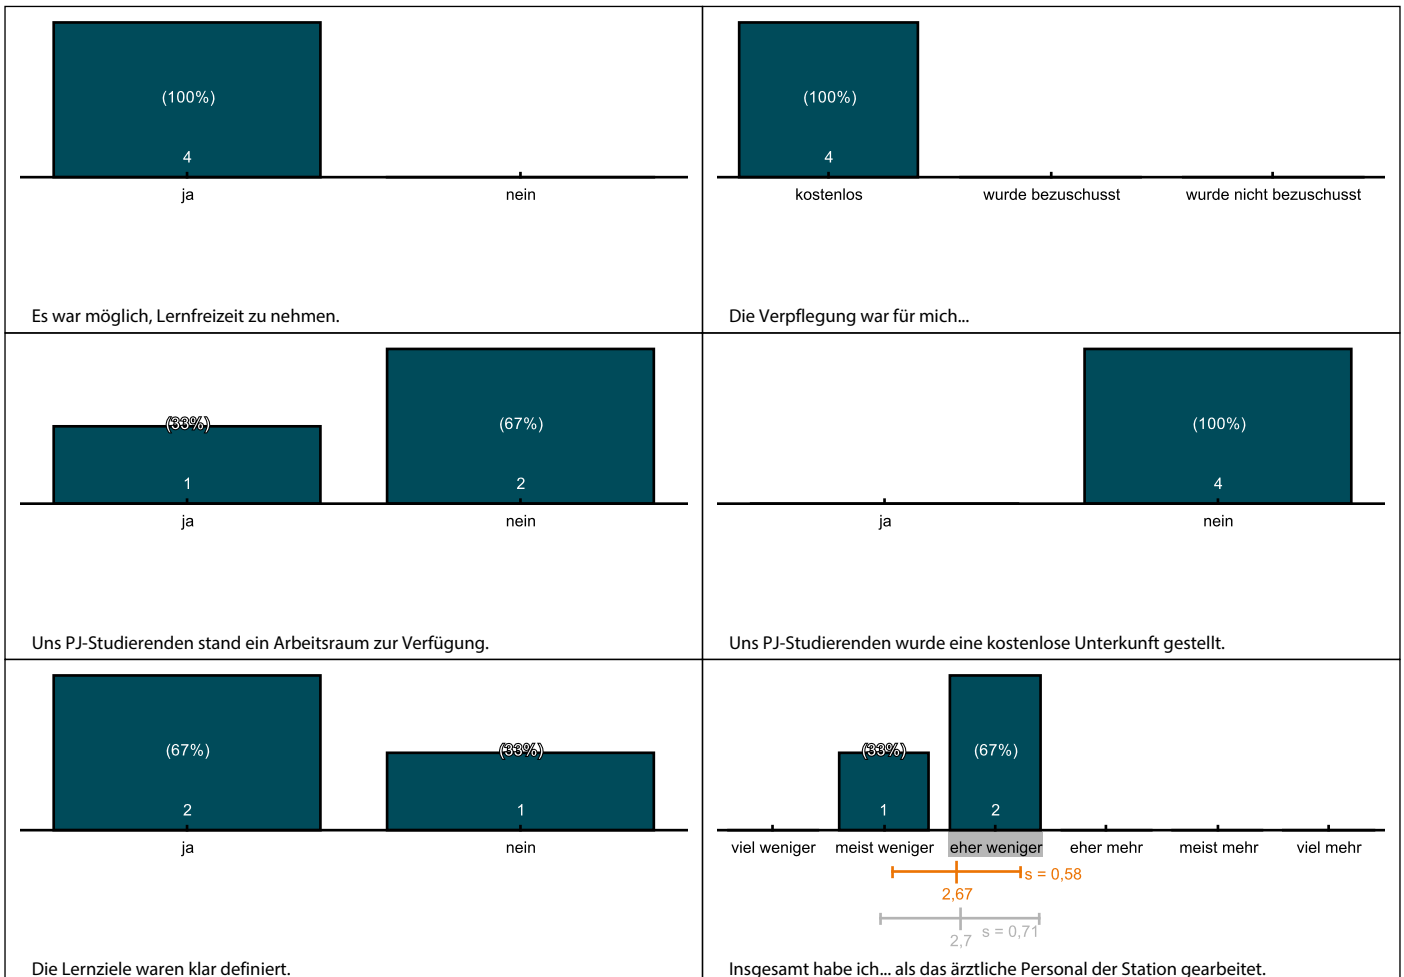 (100%)
4
ja
nein
Es war möglich, Lernfreizeit zu nehmen.
(100%)
4
kostenlos
wurde bezuschusst
wurde nicht bezuschusst
Die Verpflegung war für mich...
(33%)
1
ja
(67%)
2
nein
Uns PJ-Studierenden stand ein Arbeitsraum zur Verfügung.
ja
(100%)
4
nein
Uns PJ-Studierenden wurde eine kostenlose Unterkunft gestellt.
(67%)
2
ja
(33%)
1
nein
Die Lernziele waren klar definiert.
(33%)
1
(67%)
2
viel weniger
meist weniger
eher weniger
eher mehr
meist mehr
viel mehr
s = 0,58
2,67
s = 0,71
2,7
Insgesamt habe ich... als das ärztliche Personal der Station gearbeitet.